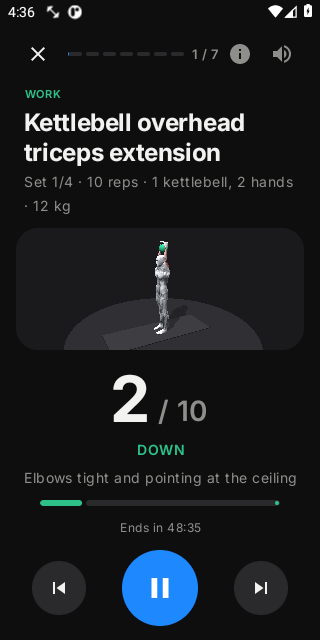 4:36
1 / 7
WORK
Kettlebell overhead
triceps extension
Set 1/4 · 10 reps · 1 kettlebell, 2 hands
· 12 kg
2 / 10
DOWN
Elbows tight and pointing at the ceiling
Ends in 48:35